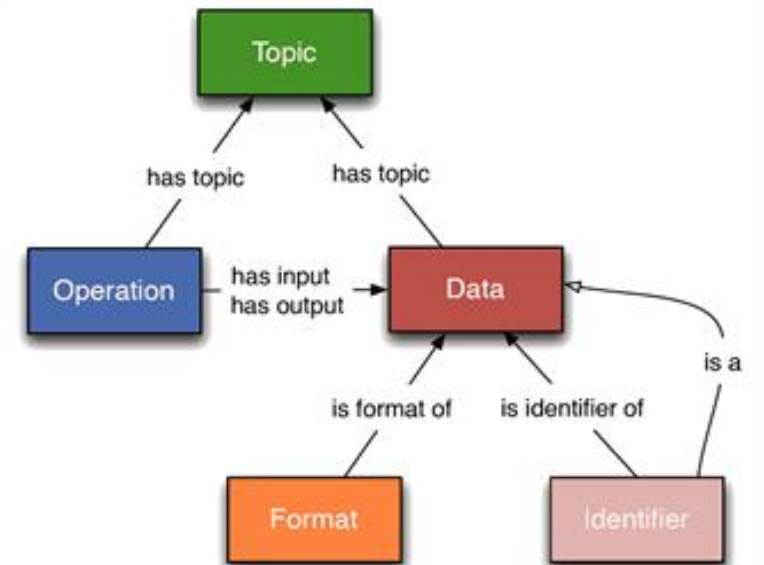 Topic
has topic
has topic
Operation
has input
has output
Data
is a
is format of
is identifier of
Format
Identifier